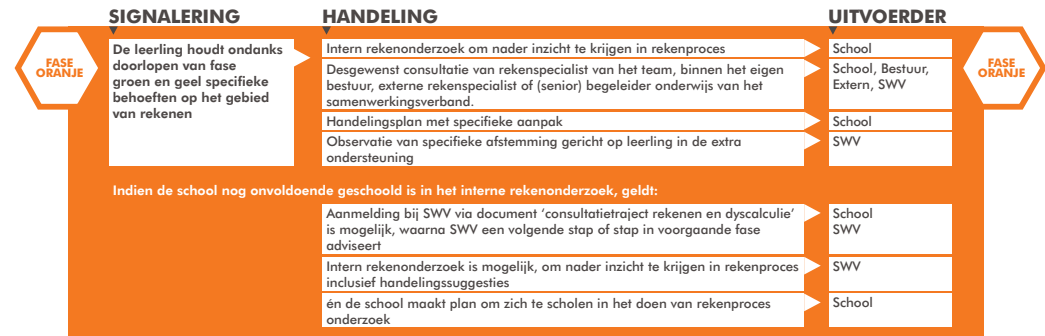 SIGNALERING
HANDELING
UITVOERDER
FASE
ORANJE
De leerling houdt ondanks
doorlopen van fase
groen en geel specifieke
behoeften op het gebied
van rekenen
Intern rekenonderzoek om nader inzicht te krijgen in rekenproces
School
Desgewenst consultatie van rekenspecialist van het team, binnen het eigen
bestuur, externe rekenspecialist of (senior) begeleider onderwijs van het
samenwerkingsverband.
School, Bestuur,
Extern, SWV
Handelingsplan met specifieke aanpak
School
Observatie van specifieke afstemming gericht op leerling in de extra
ondersteuning
SWV
FASE
ORANJE
Indien de school nog onvoldoende geschoold is in het interne rekenonderzoek, geldt:
Aanmelding bij SWV via document ‘consultatietraject rekenen en dyscalculie’
is mogelijk, waarna SWV een volgende stap of stap in voorgaande fase
adviseert
School
SWV
Intern rekenonderzoek is mogelijk, om nader inzicht te krijgen in rekenproces
inclusief handelingssuggesties
SWV
én de school maakt plan om zich te scholen in het doen van rekenproces
onderzoek
School